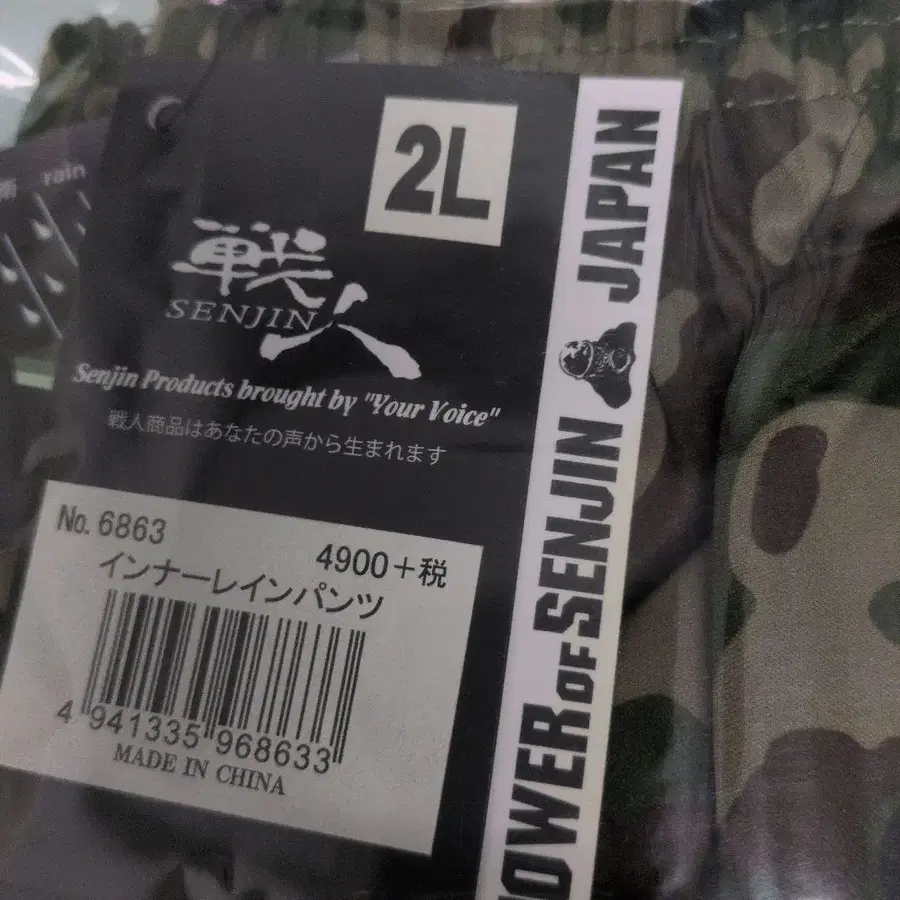 雨 rain
2L
戦人
SENJIN
Senjin Products brought by "Your Voice"
戦人商品はあなたの声から生まれます
No. 6863
4900+税
インナーレインパンツ
4 941335 968633
MADE IN CHINA
POWER OF SENJIN JAPAN